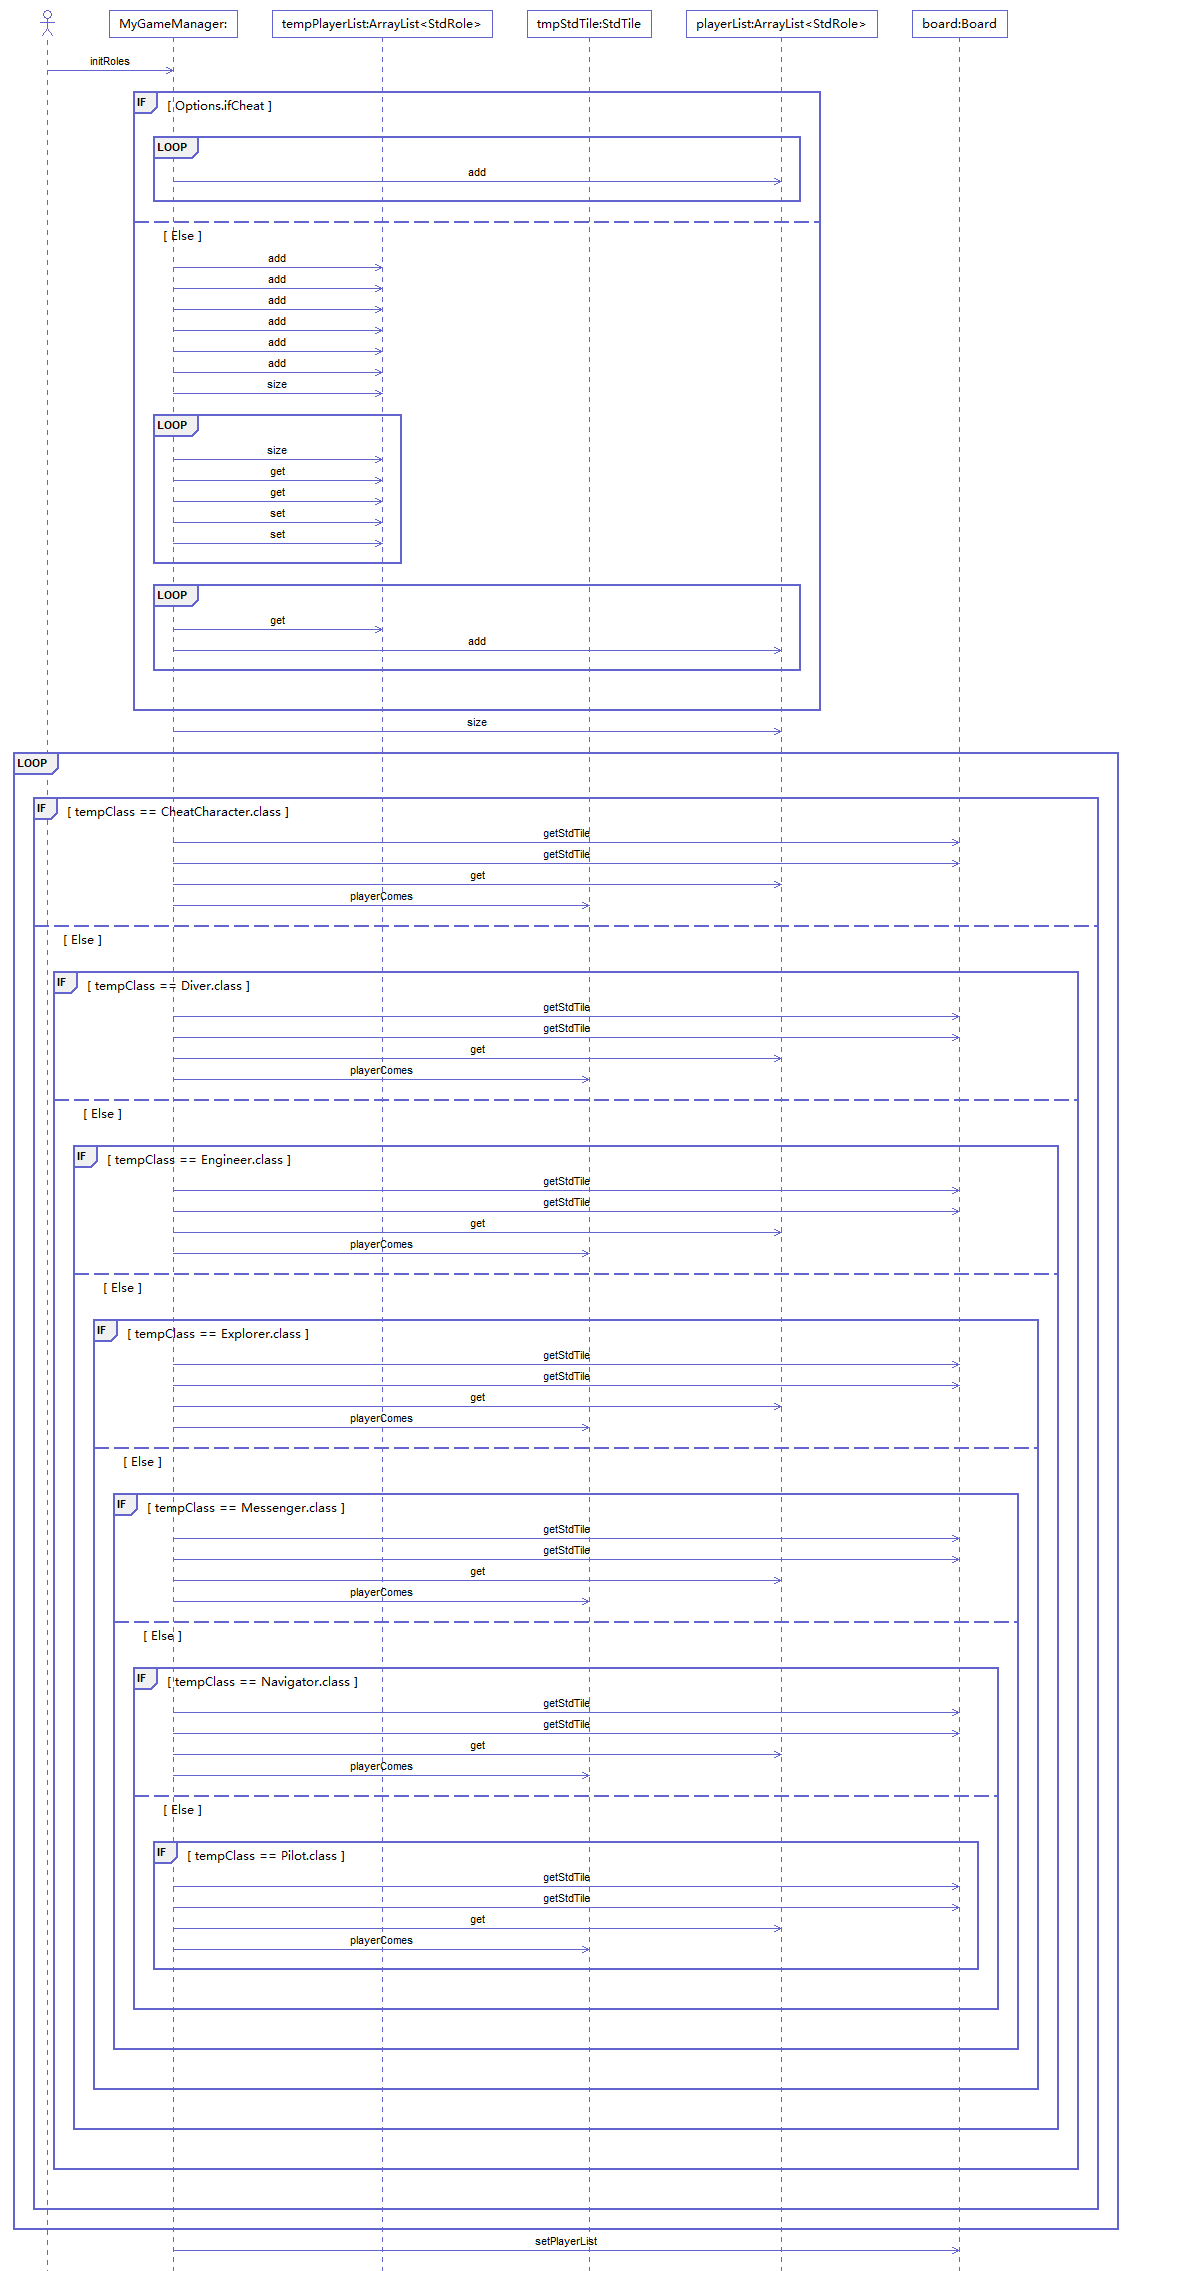 MyGameManager:
tempPlayerList:ArrayList<StdRole>
tmpStdTile:StdTile
playerList:ArrayList<StdRole>
board:Board
initRoles
IF
[ Options.ifCheat ]
LOOP
add
[ Else ]
add
add
add
add
add
add
size
LOOP
size
get
get
set
set
LOOP
get
add
size
LOOP
IF
[ tempClass == CheatCharacter.class ]
getStdTile
getStdTile
get
playerComes
[ Else ]
IF
[ tempClass == Diver.class ]
getStdTile
getStdTile
get
playerComes
[ Else ]
IF
[ tempClass == Engineer.class ]
getStdTile
getStdTile
get
playerComes
[ Else ]
IF
[ tempClass == Explorer.class ]
getStdTile
getStdTile
get
playerComes
[ Else ]
IF
[ tempClass == Messenger.class ]
getStdTile
getStdTile
get
playerComes
[ Else ]
IF
[ tempClass == Navigator.class ]
getStdTile
getStdTile
get
playerComes
[ Else ]
IF
[ tempClass == Pilot.class ]
getStdTile
getStdTile
get
playerComes
setPlayerList